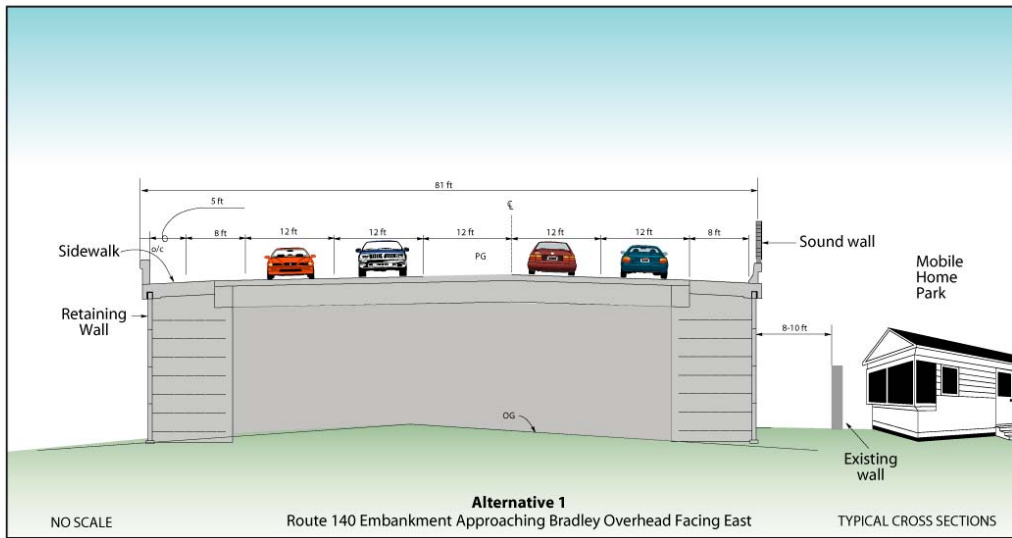 81 ft
5 ft
℄
o/c
8 ft
12 ft
12 ft
12 ft
12 ft
12 ft
8 ft
Sidewalk
PG
Sound wall
Mobile
Home
Park
Retaining
Wall
8-10 ft
OG
Existing
wall
Alternative 1
NO SCALE
Route 140 Embankment Approaching Bradley Overhead Facing East
TYPICAL CROSS SECTIONS